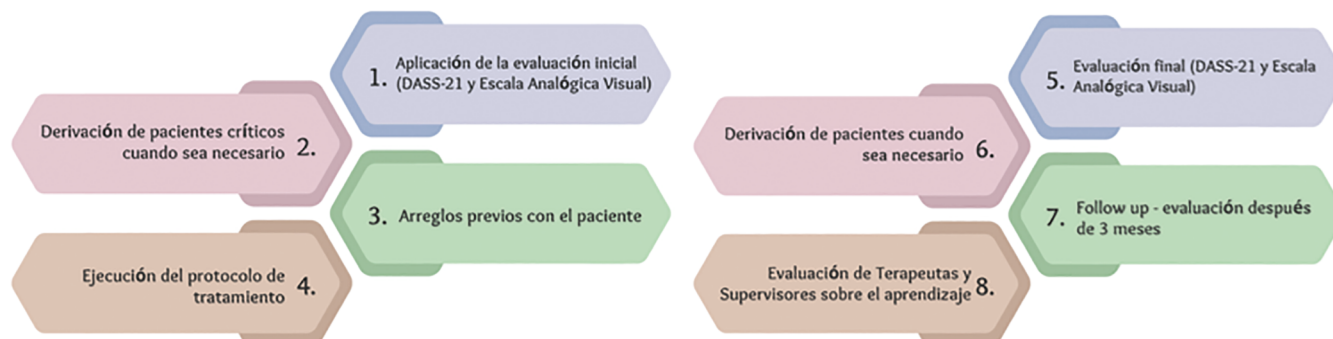 1. Aplicación de la evaluación inicial
(DASS-21 y Escala Analógica Visual)
Derivación de pacientes críticos
cuando sea necesario 2.
3. Arreglos previos con el paciente
Ejecución del protocolo de
tratamiento 4.
5. Evaluación final (DASS-21 y Escala
Analógica Visual)
Derivación de pacientes cuando
sea necesario 6.
7. Follow up - evaluación después
de 3 meses
Evaluación de Terapeutas y
Supervisores sobre el aprendizaje 8.